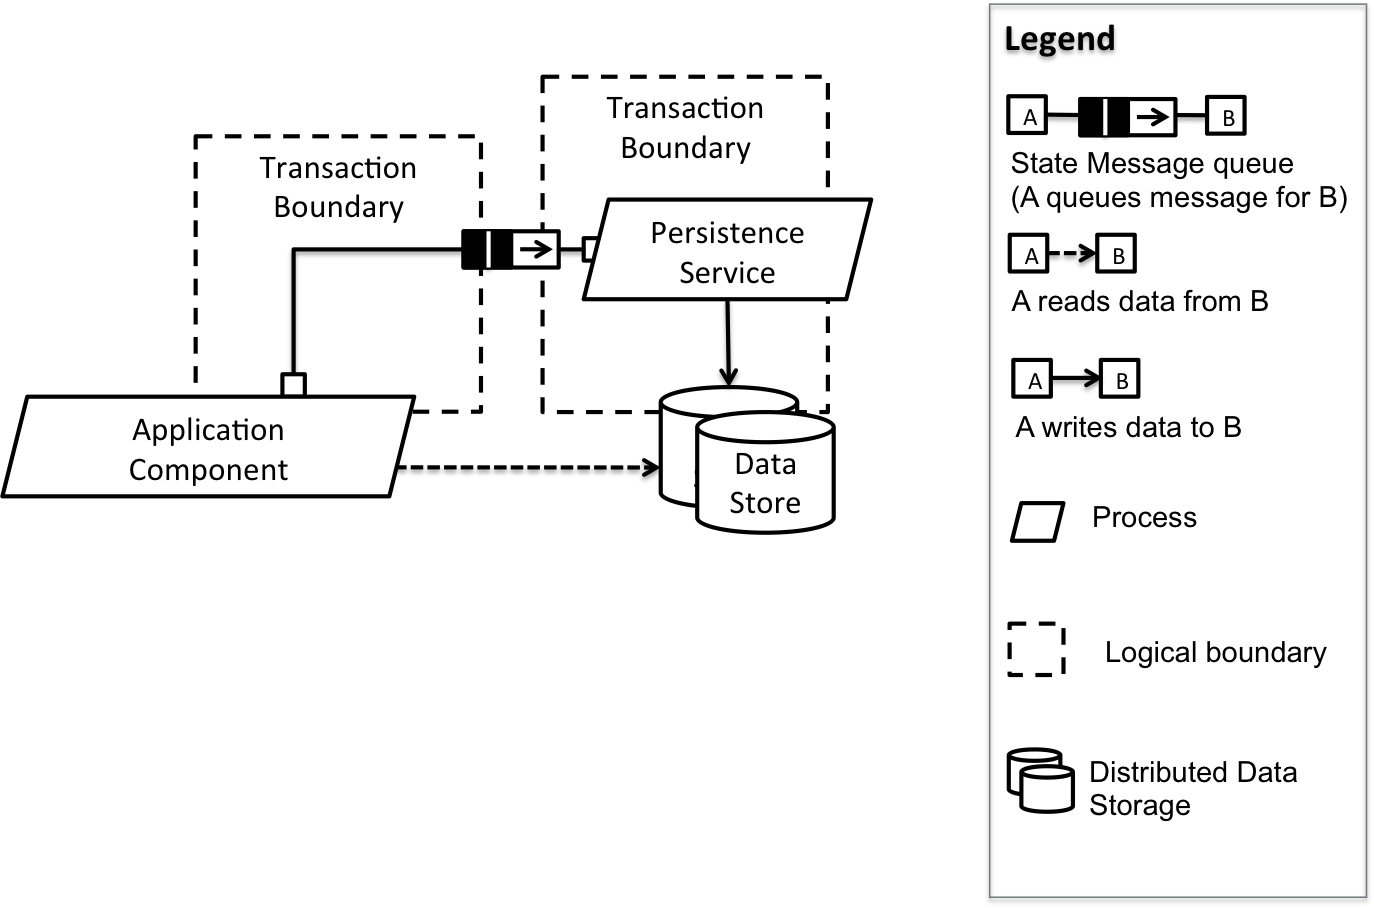 Transaction
Boundary
Transaction
Boundary
Persistence
Service
Application
Component
Data
Store
Legend
A
B
State Message queue
(A queues message for B)
A
B
A reads data from B
A
B
A writes data to B
Process
Logical boundary
Distributed Data
Storage